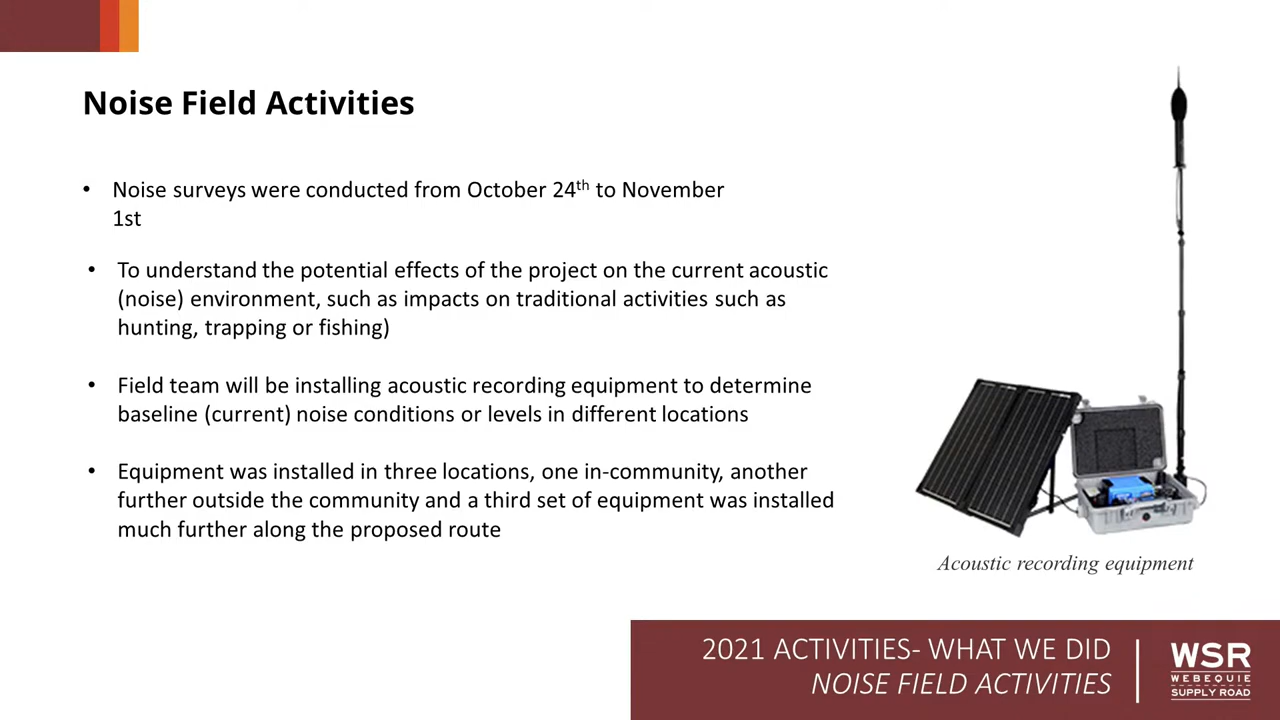 Noise Field Activities
• Noise surveys were conducted from October 24th to November
1st
• To understand the potential effects of the project on the current acoustic
(noise) environment, such as impacts on traditional activities such as
hunting, trapping or fishing)
• Field team will be installing acoustic recording equipment to determine
baseline (current) noise conditions or levels in different locations
• Equipment was installed in three locations, one in-community, another
further outside the community and a third set of equipment was installed
much further along the proposed route
Acoustic recording equipment
2021 ACTIVITIES- WHAT WE DID
NOISE FIELD ACTIVITIES
WSR
WEBEQUIE
SUPPLY ROAD